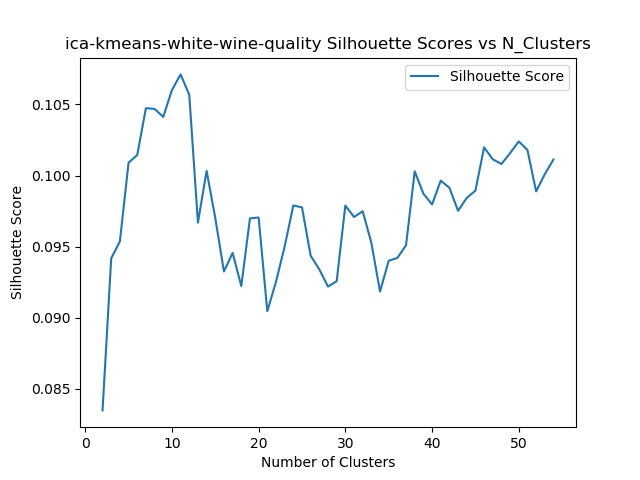 ica-kmeans-white-wine-quality Silhouette Scores vs N_Clusters
Silhouette Score
0.105
0.100
0.095
0.090
0.085
Silhouette Score
0 10 20 30 40 50
Number of Clusters